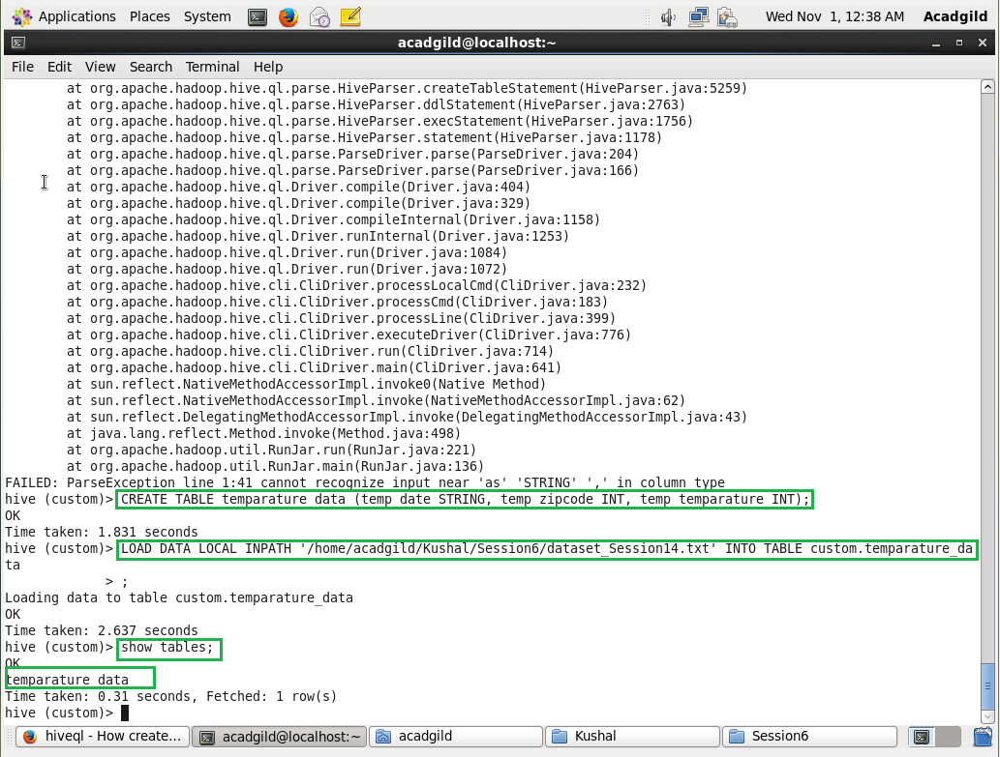 Applications Places System Wed Nov 1, 12:38 AM Acadgild
acadgild@localhost:~
File Edit View Search Terminal Help
at org.apache.hadoop.hive.ql.parse.HiveParser.createTableStatement(HiveParser.java:5259)
at org.apache.hadoop.hive.ql.parse.HiveParser.ddlStatement(HiveParser.java:2763)
at org.apache.hadoop.hive.ql.parse.HiveParser.execStatement(HiveParser.java:1756)
at org.apache.hadoop.hive.ql.parse.HiveParser.statement(HiveParser.java:1178)
at org.apache.hadoop.hive.ql.parse.ParseDriver.parse(ParseDriver.java:204)
at org.apache.hadoop.hive.ql.parse.ParseDriver.parse(ParseDriver.java:166)
at org.apache.hadoop.hive.ql.Driver.compile(Driver.java:404)
at org.apache.hadoop.hive.ql.Driver.compile(Driver.java:329)
at org.apache.hadoop.hive.ql.Driver.compileInternal(Driver.java:1158)
at org.apache.hadoop.hive.ql.Driver.runInternal(Driver.java:1253)
at org.apache.hadoop.hive.ql.Driver.run(Driver.java:1084)
at org.apache.hadoop.hive.ql.Driver.run(Driver.java:1072)
at org.apache.hadoop.hive.cli.CliDriver.processLocalCmd(CliDriver.java:232)
at org.apache.hadoop.hive.cli.CliDriver.processCmd(CliDriver.java:183)
at org.apache.hadoop.hive.cli.CliDriver.processLine(CliDriver.java:399)
at org.apache.hadoop.hive.cli.CliDriver.executeDriver(CliDriver.java:776)
at org.apache.hadoop.hive.cli.CliDriver.run(CliDriver.java:714)
at org.apache.hadoop.hive.cli.CliDriver.main(CliDriver.java:641)
at sun.reflect.NativeMethodAccessorImpl.invoke0(Native Method)
at sun.reflect.NativeMethodAccessorImpl.invoke(NativeMethodAccessorImpl.java:62)
at sun.reflect.DelegatingMethodAccessorImpl.invoke(DelegatingMethodAccessorImpl.java:43)
at java.lang.reflect.Method.invoke(Method.java:498)
at org.apache.hadoop.util.RunJar.run(RunJar.java:221)
at org.apache.hadoop.util.RunJar.main(RunJar.java:136)
FAILED: ParseException line 1:41 cannot recognize input near 'as' 'STRING' ',' in column type
hive (custom)> CREATE TABLE temparature data (temp date STRING, temp zipcode INT, temp temparature INT);
OK
Time taken: 1.831 seconds
hive (custom)> LOAD DATA LOCAL INPATH '/home/acadgild/Kushal/Session6/dataset_Session14.txt' INTO TABLE custom.temparature_da
ta
> ;
Loading data to table custom.temparature_data
OK
Time taken: 2.637 seconds
hive (custom)> show tables;
OK
temparature data
Time taken: 0.31 seconds, Fetched: 1 row(s)
hive (custom)>
hiveql - How create... acadgild@localhost:~ acadgild Kushal Session6